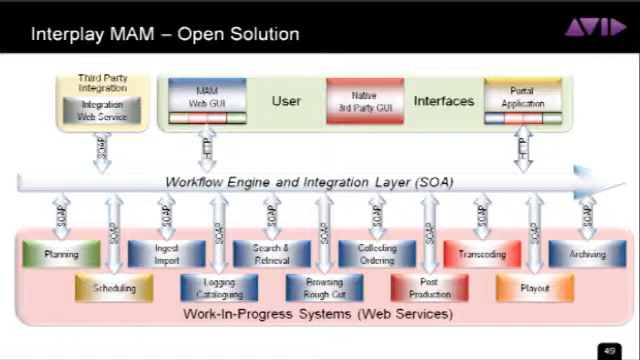 Interplay MAM – Open Solution
AVID
Third Party
Integration
Integration
Web Service
MAM
Web GUI
User
Native
3rd Party GUI
Interfaces
Portal
Application
SOAP
HTTP
HTTP
Workflow Engine and Integration Layer (SOA)
SOAP
SOAP
SOAP
SOAP
SOAP
SOAP
SOAP
SOAP
SOAP
SOAP
SOAP
Planning
Ingest
Import
Search &
Retrieval
Collecting
Ordering
Transcoding
Archiving
Scheduling
Logging
Cataloguing
Browsing
Rough Cut
Post
Production
Playout
Work-In-Progress Systems (Web Services)
49